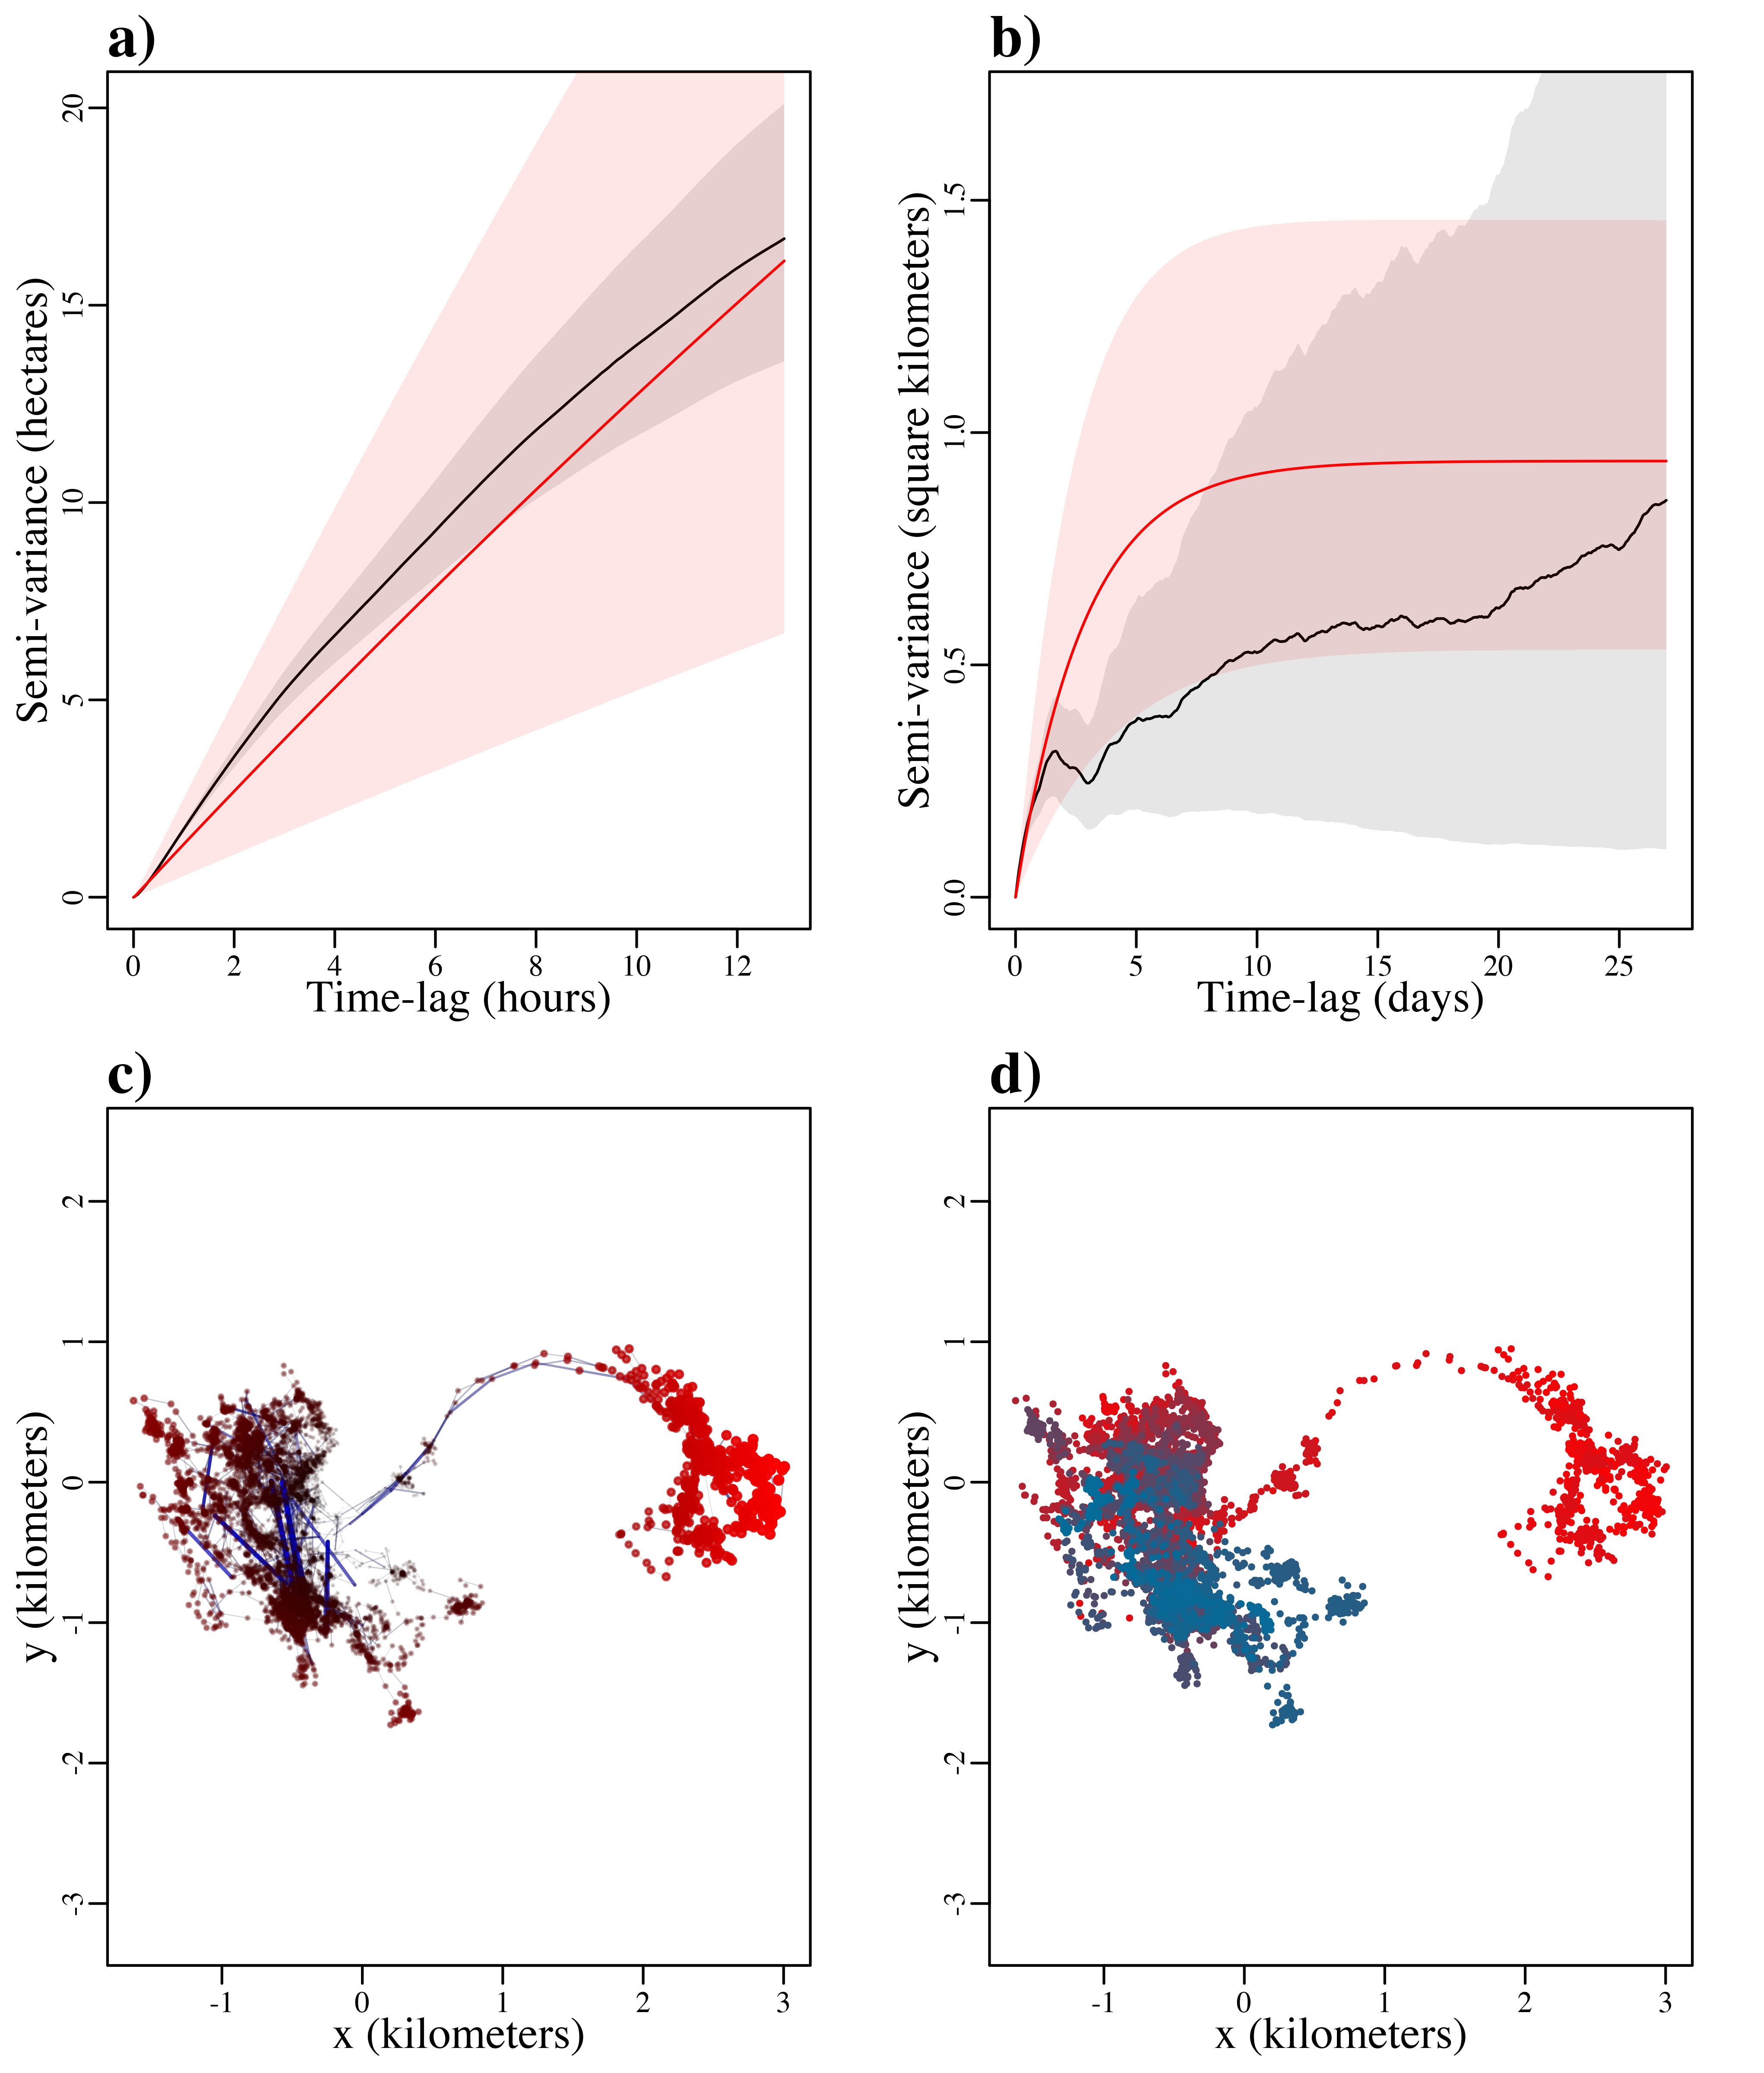 a)
Semi-variance (hectares)
0 5 10 15 20
0 2 4 6 8 10 12
Time-lag (hours)
b)
Semi-variance (square kilometers)
0.0 0.5 1.0 1.5
0 5 10 15 20 25
Time-lag (days)
c)
y (kilometers)
-3 -2 -1 0 1 2
-1 0 1 2 3
x (kilometers)
d)
y (kilometers)
-3 -2 -1 0 1 2
-1 0 1 2 3
x (kilometers)